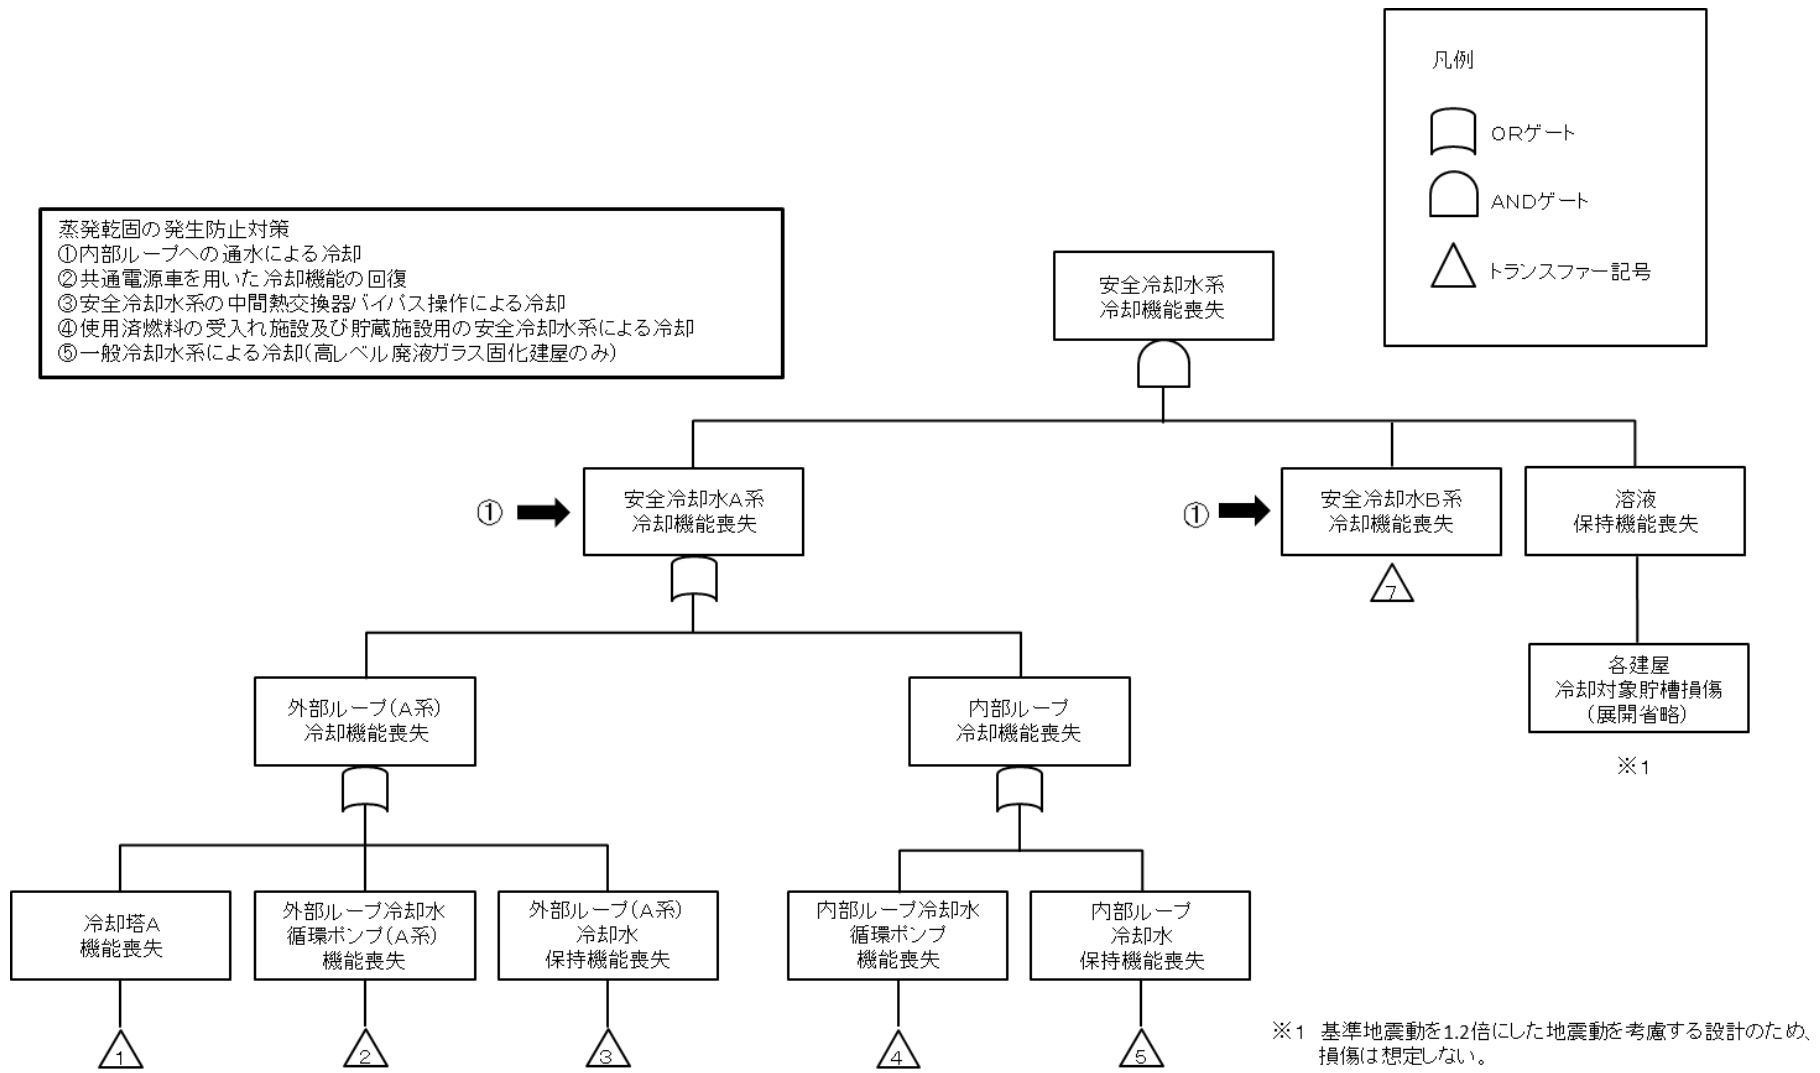 凡例
ORゲート
ANDゲート
トランスファー記号
蒸発乾固の発生防止対策
①内部ループへの通水による冷却
②共通電源車を用いた冷却機能の回復
③安全冷却水系の中間熱交換器バイパス操作による冷却
④使用済燃料の受入れ施設及び貯蔵施設用の安全冷却水系による冷却
⑤一般冷却水系による冷却(高レベル廃液ガラス固化建屋のみ)
安全冷却水系
冷却機能喪失
①
安全冷却水A系
冷却機能喪失
①
安全冷却水B系
冷却機能喪失
7
溶液
保持機能喪失
各建屋
冷却対象貯槽損傷
(展開省略)
※1
外部ループ(A系)
冷却機能喪失
内部ループ
冷却機能喪失
冷却塔A
機能喪失
外部ループ冷却水
循環ポンプ(A系)
機能喪失
外部ループ(A系)
冷却水
保持機能喪失
内部ループ冷却水
循環ポンプ
機能喪失
内部ループ
冷却水
保持機能喪失
1
2
3
4
5
※1 基準地震動を1.2倍にした地震動を考慮する設計のため、
損傷は想定しない。